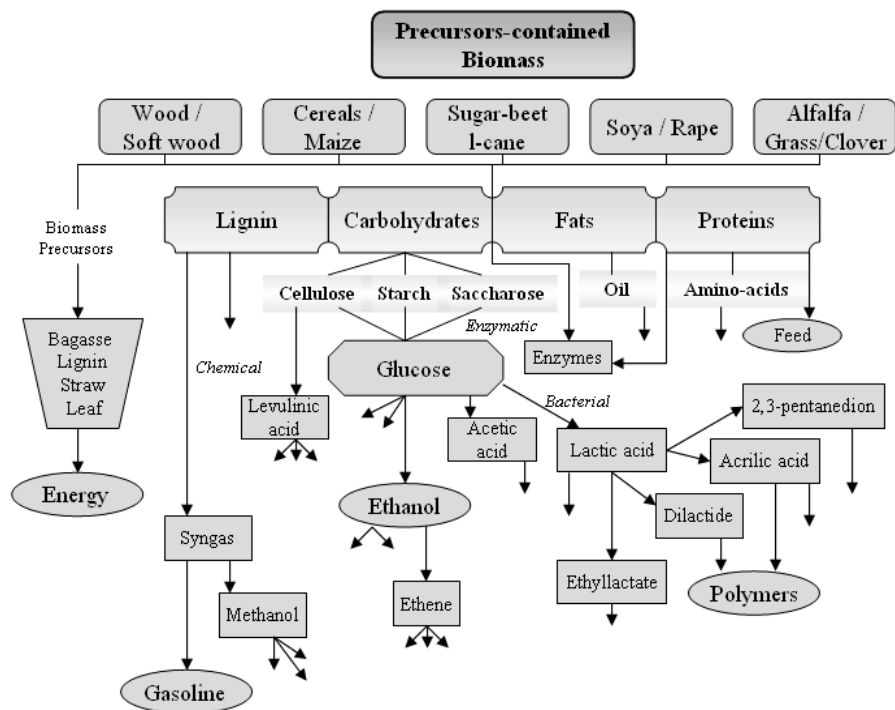 Precursors-contained
Biomass
Wood /
Soft wood
Cereals /
Maize
Sugar-beet
l-cane
Soya / Rape
Alfalfa /
Grass/Clover
Biomass
Precursors
Lignin
Carbohydrates
Fats
Proteins
Cellulose
Starch
Saccharose
Oil
Amino-acids
Enzymatic
Feed
Bagasse
Lignin
Straw
Leaf
Chemical
Glucose
Enzymes
Bacterial
Levulinic
acid
Acetic
acid
Lactic acid
2,3-pentanedion
Acrilic acid
Energy
Ethanol
Dilactide
Syngas
Ethyllactate
Polymers
Methanol
Ethene
Gasoline